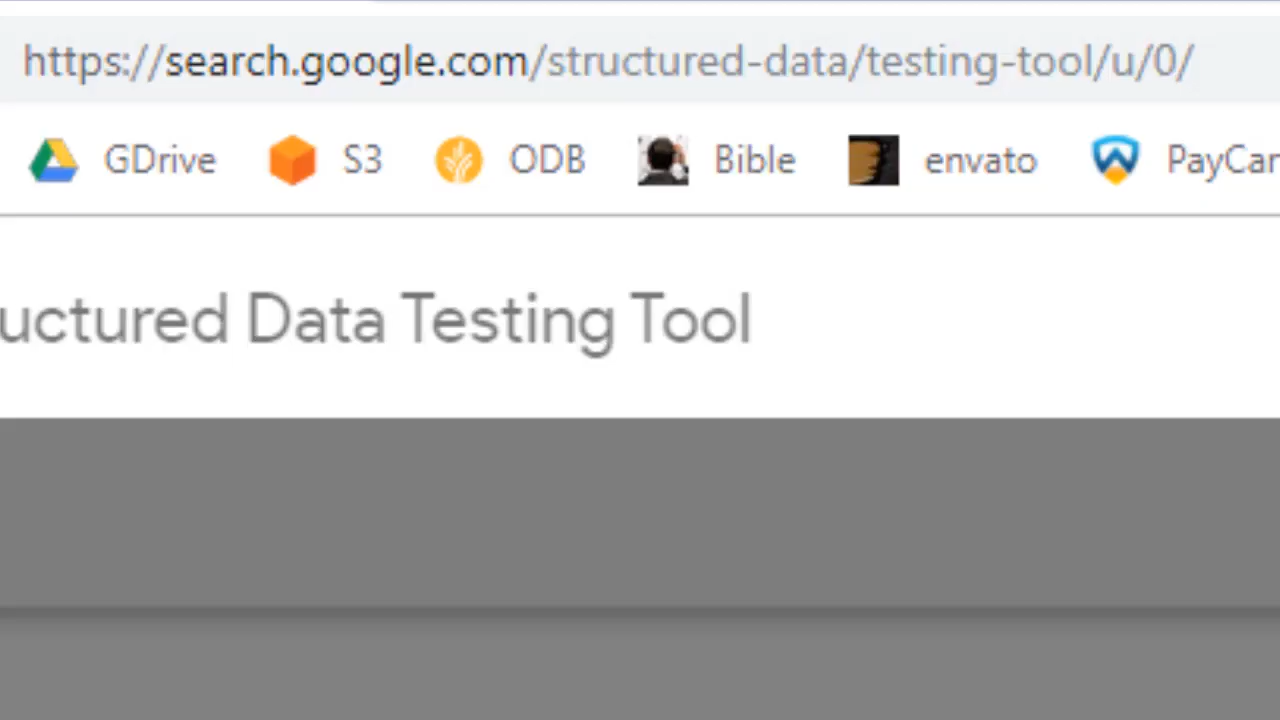 https://search.google.com/structured-data/testing-tool/u/0/
GDrive S3 ODB Bible envato PayCar
uctured Data Testing Tool